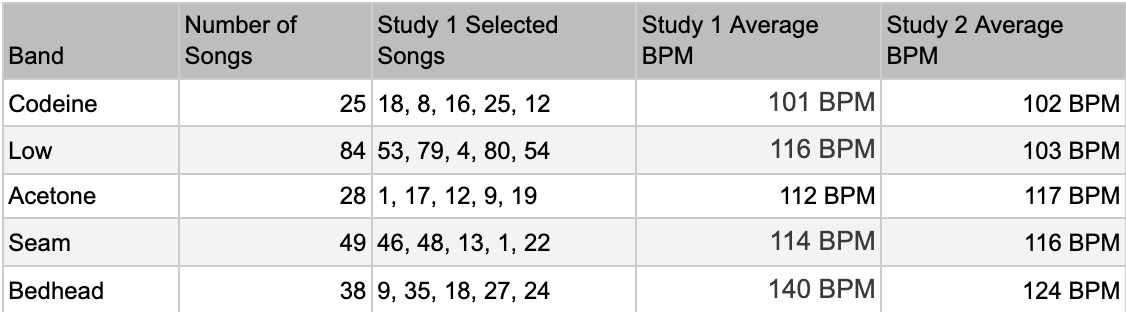 Band Number of Songs Study 1 Selected Songs Study 1 Average BPM Study 2 Average BPM
Codeine 25 18, 8, 16, 25, 12 101 BPM 102 BPM
Low 84 53, 79, 4, 80, 54 116 BPM 103 BPM
Acetone 28 1, 17, 12, 9, 19 112 BPM 117 BPM
Seam 49 46, 48, 13, 1, 22 114 BPM 116 BPM
Bedhead 38 9, 35, 18, 27, 24 140 BPM 124 BPM